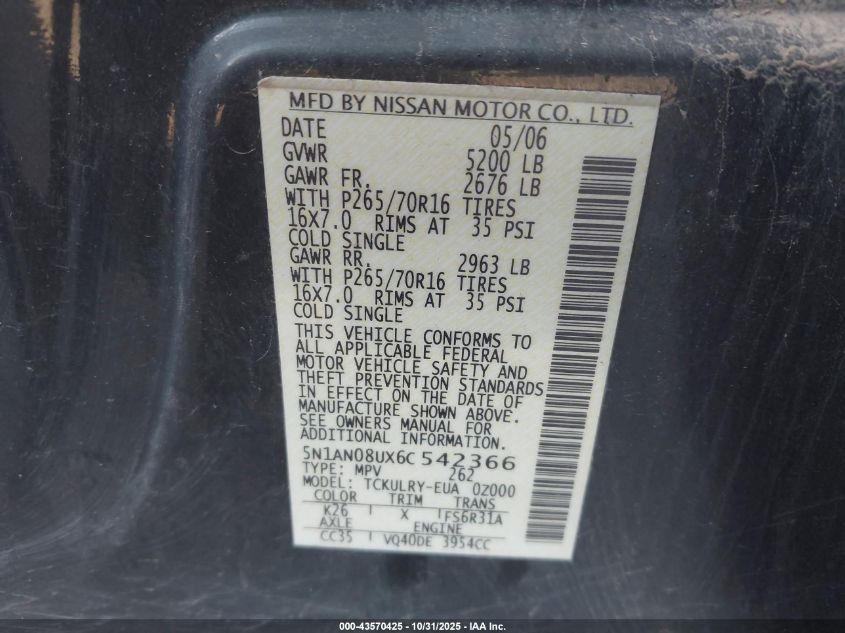 MFD BY NISSAN MOTOR CO., LTD.
DATE 05/06
GVWR 5200 LB
GAWR FR. 2676 LB
WITH P265/70R16 TIRES
16X7.0 RIMS AT 35 PSI
COLD SINGLE
GAWR RR. 2963 LB
WITH P265/70R16 TIRES
16X7.0 RIMS AT 35 PSI
COLD SINGLE
THIS VEHICLE CONFORMS TO
ALL APPLICABLE FEDERAL
MOTOR VEHICLE SAFETY AND
THEFT PREVENTION STANDARDS
IN EFFECT ON THE DATE OF
MANUFACTURE SHOWN ABOVE.
SEE OWNERS MANUAL FOR
ADDITIONAL INFORMATION.
5N1AN08UX6C 542366
TYPE: MPV 262
MODEL: TCKULRY-EUA 0Z000
COLOR TRIM TRANS
K26 X FS6R31A
AXLE ENGINE
CC35 VQ40DE 3954CC
000-43570425 - 10/31/2025 - IAA Inc.